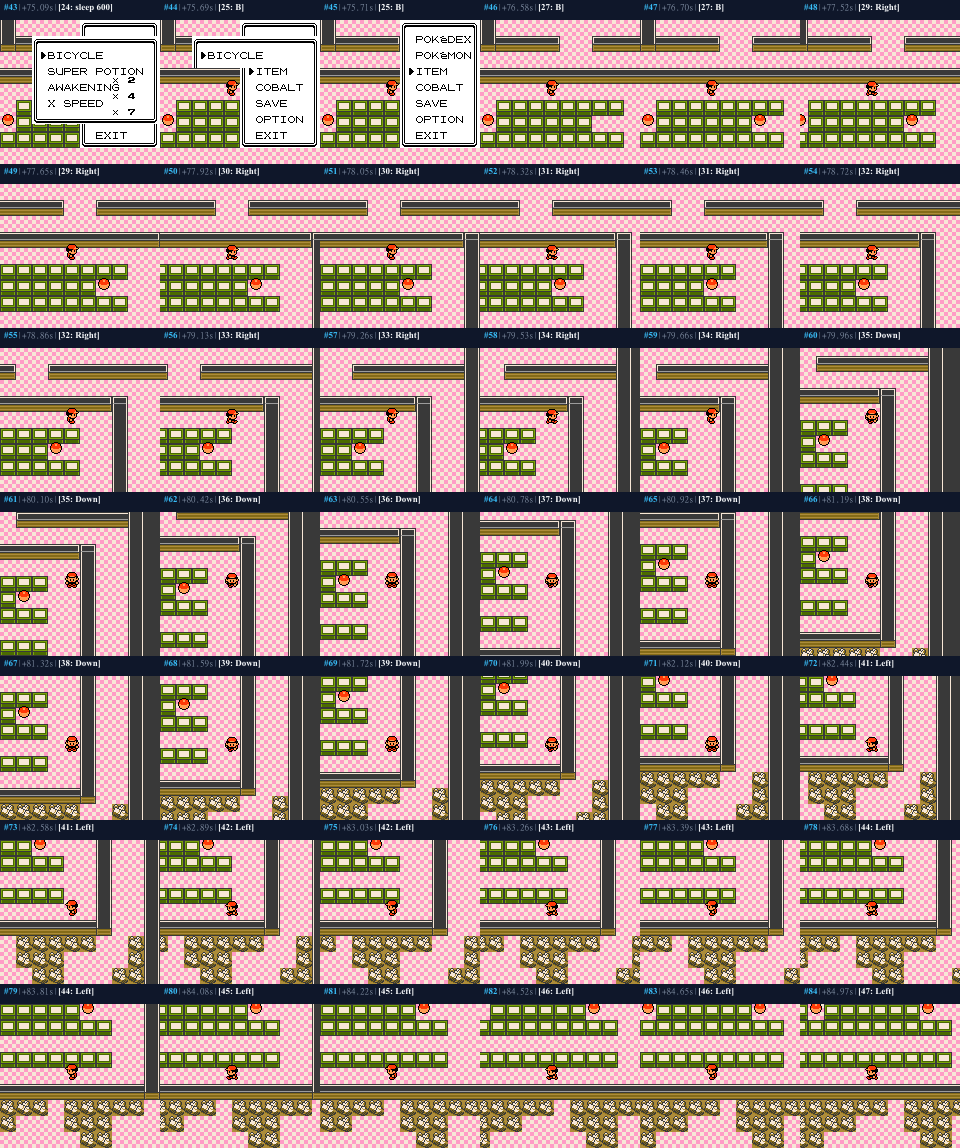 #43|+75.09s| [24: sleep 600]
#44|+75.69s| [25: B]
#45|+75.71s| [25: B]
#46|+76.58s| [27: B]
#47|+76.70s| [27: B]
#48|+77.52s| [29: Right]
BICYCLE
SUPER POTION
× 2
AWAKENING
× 4
X SPEED
× 7
EXIT
BICYCLE
ITEM
COBALT
SAVE
OPTION
EXIT
POKéDEX
POKéMON
ITEM
COBALT
SAVE
OPTION
EXIT
#49|+77.65s| [29: Right]
#50|+77.92s| [30: Right]
#51|+78.05s| [30: Right]
#52|+78.32s| [31: Right]
#53|+78.46s| [31: Right]
#54|+78.72s| [32: Right]
#55|+78.86s| [32: Right]
#56|+79.13s| [33: Right]
#57|+79.26s| [33: Right]
#58|+79.53s| [34: Right]
#59|+79.66s| [34: Right]
#60|+79.96s| [35: Down]
#61|+80.10s| [35: Down]
#62|+80.42s| [36: Down]
#63|+80.55s| [36: Down]
#64|+80.78s| [37: Down]
#65|+80.92s| [37: Down]
#66|+81.19s| [38: Down]
#67|+81.32s| [38: Down]
#68|+81.59s| [39: Down]
#69|+81.72s| [39: Down]
#70|+81.99s| [40: Down]
#71|+82.12s| [40: Down]
#72|+82.44s| [41: Left]
#73|+82.58s| [41: Left]
#74|+82.89s| [42: Left]
#75|+83.03s| [42: Left]
#76|+83.26s| [43: Left]
#77|+83.39s| [43: Left]
#78|+83.68s| [44: Left]
#79|+83.81s| [44: Left]
#80|+84.08s| [45: Left]
#81|+84.22s| [45: Left]
#82|+84.52s| [46: Left]
#83|+84.65s| [46: Left]
#84|+84.97s| [47: Left]